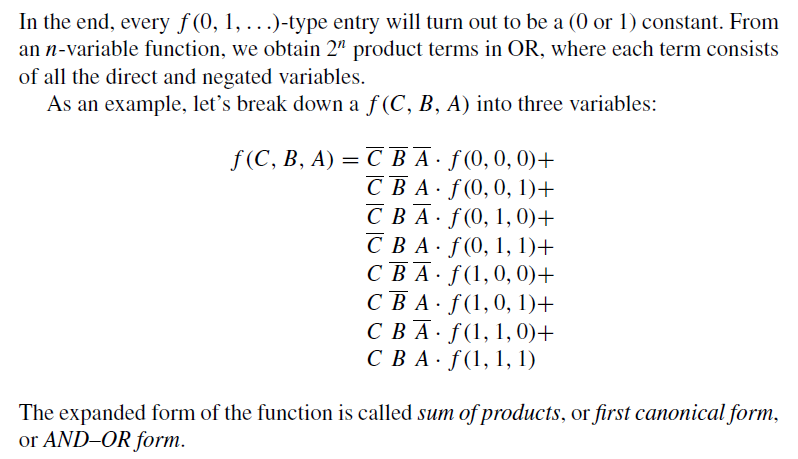 In the end, every f(0, 1, . . .)-type entry will turn out to be a (0 or 1) constant. From
an n-variable function, we obtain 2ⁿ product terms in OR, where each term consists
of all the direct and negated variables.
As an example, let’s break down a f(C, B, A) into three variables:
f(C, B, A) = C̅ B̅ A̅ · f(0, 0, 0)+
C̅ B̅ A · f(0, 0, 1)+
C̅ B A̅ · f(0, 1, 0)+
C̅ B A · f(0, 1, 1)+
C B̅ A̅ · f(1, 0, 0)+
C B̅ A · f(1, 0, 1)+
C B A̅ · f(1, 1, 0)+
C B A · f(1, 1, 1)
The expanded form of the function is called sum of products, or first canonical form,
or AND–OR form.